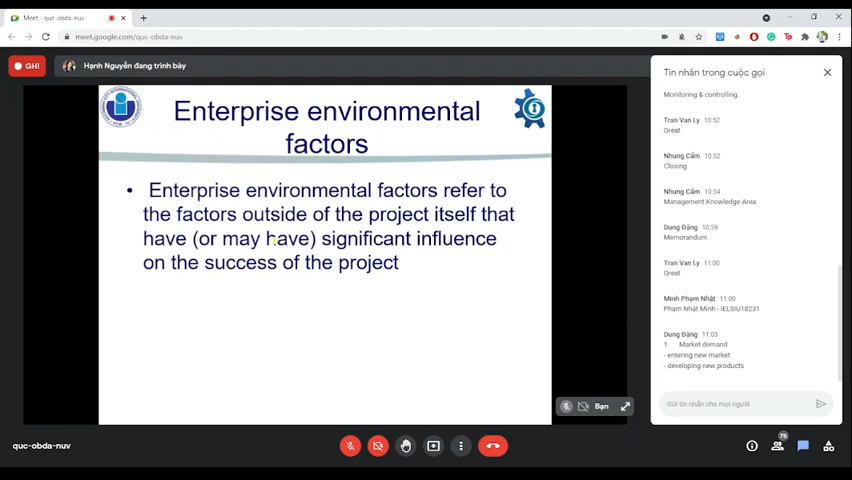 Meet - quc-obda-nuv
meet.google.com/quc-obda-nuv
GHI
Hạnh Nguyễn đang trình bày
Enterprise environmental
factors
• Enterprise environmental factors refer to
the factors outside of the project itself that
have (or may have) significant influence
on the success of the project
Bạn
Tin nhắn trong cuộc gọi
Monitoring & controlling.
Tran Van Ly 10:52
Great
Nhung Cẩm 10:52
Closing
Nhung Cẩm 10:54
Management Knowledge Area
Dung Đặng 10:59
Memorandum
Tran Van Ly 11:00
Great
Minh Phạm Nhật 11:00
Phạm Nhật Minh - IELSIU18231
Dung Đặng 11:03
1. Market demand
- entering new market
- developing new products
Gửi tin nhắn cho mọi người
quc-obda-nuv
75